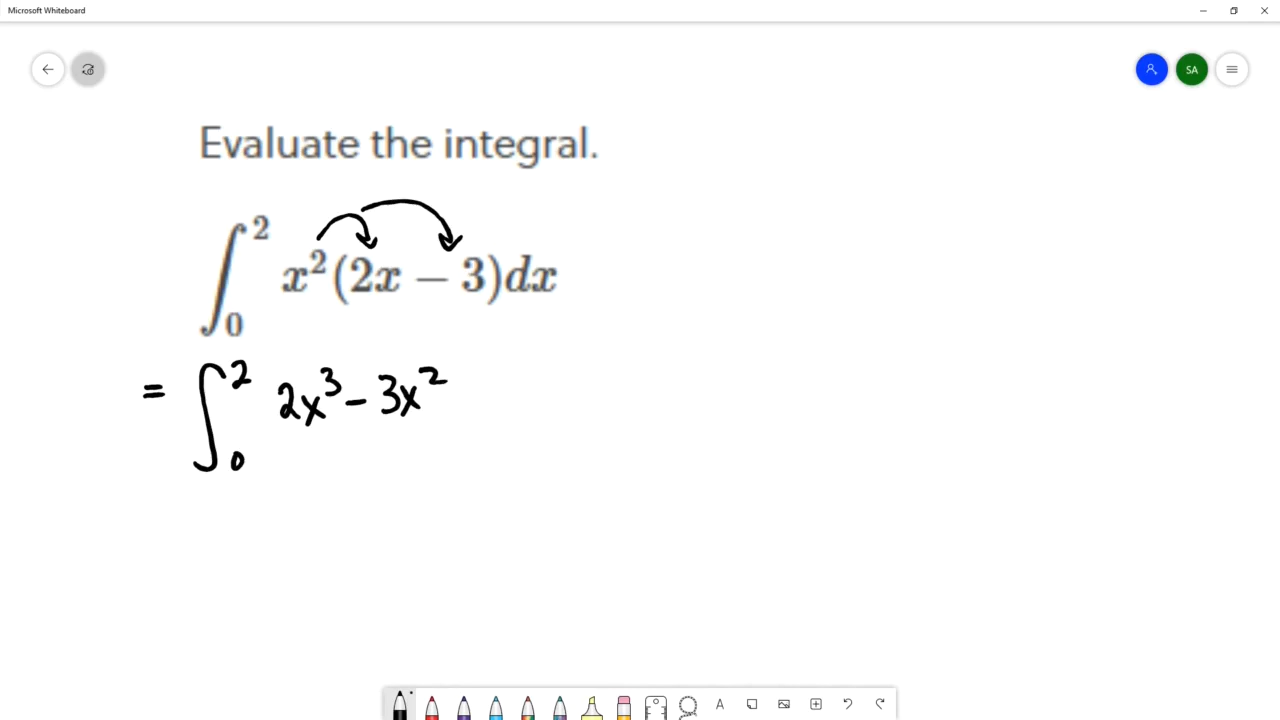 Microsoft Whiteboard
SA
Evaluate the integral.
∫₀² x²(2x − 3)dx
= ∫₀² 2x³ − 3x²
A